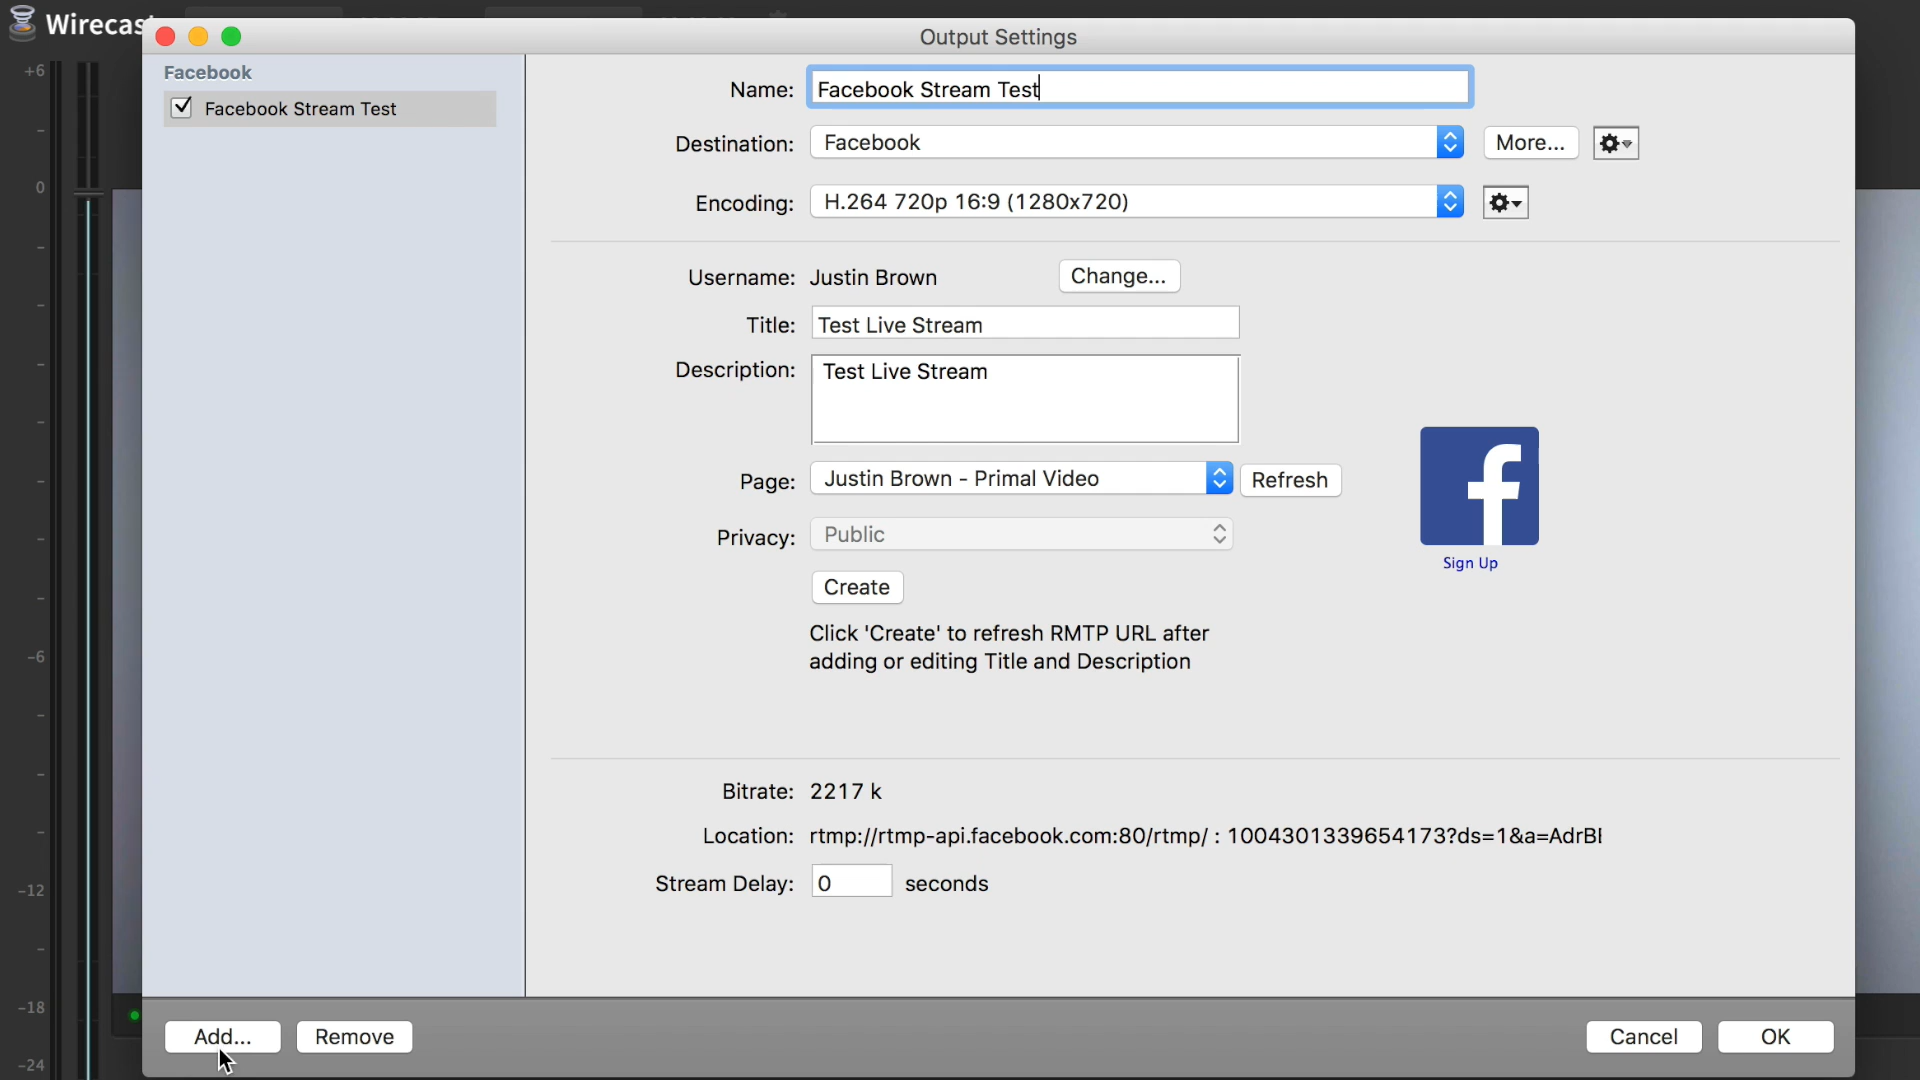 Wirecast
Output Settings
+6
0
-6
-12
-18
-24
Facebook
Facebook Stream Test
Name: Facebook Stream Test
Destination: Facebook More...
Encoding: H.264 720p 16:9 (1280x720)
Username: Justin Brown Change...
Title: Test Live Stream
Description: Test Live Stream
Page: Justin Brown - Primal Video Refresh
Privacy: Public
Sign Up
Create
Click 'Create' to refresh RMTP URL after
adding or editing Title and Description
Bitrate: 2217 k
Location: rtmp://rtmp-api.facebook.com:80/rtmp/ : 1004301339654173?ds=1&a=AdrB
Stream Delay: 0 seconds
Add... Remove Cancel OK